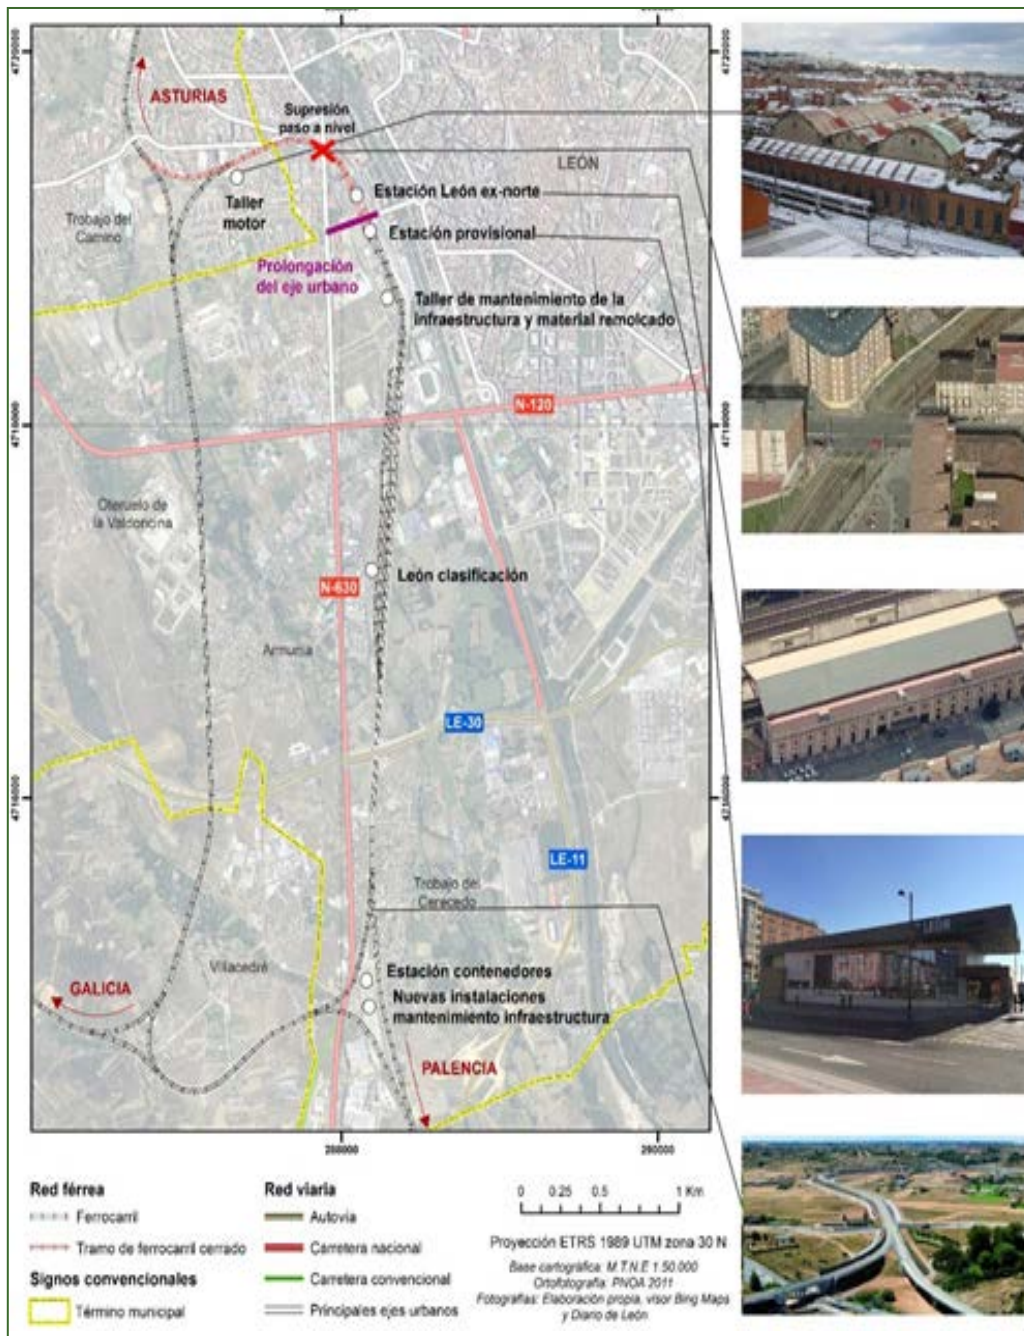 4720000
4720000
ASTURIAS
Supresión
paso a nivel
LEÓN
Taller
motor
Estación León ex-norte
Trobajo del
Camino
Estación provisional
Prolongación
del eje urbano
Taller de mantenimiento de la
infraestructura y material remolcado
N-120
Oteruelo de
la Valdoncina
León clasificación
N-630
Armunia
LE-30
LE-11
Trobajo del
Cerecedo
Villacedré
Estación contenedores
GALICIA
Nuevas instalaciones
mantenimiento infraestructura
PALENCIA
288000
290000
LEÓN
Red férrea
Ferrocarril
Tramo de ferrocarril cerrado
Signos convencionales
Término municipal
Red viaria
Autovía
Carretera nacional
Carretera convencional
Principales ejes urbanos
0 0.25 0.5 1 Km
Proyección ETRS 1989 UTM zona 30 N
Base cartográfica: M.T.N.E 1:50.000
Ortofotografía: PNOA 2011
Fotografías: Elaboración propia, visor Bing Maps
y Diario de León